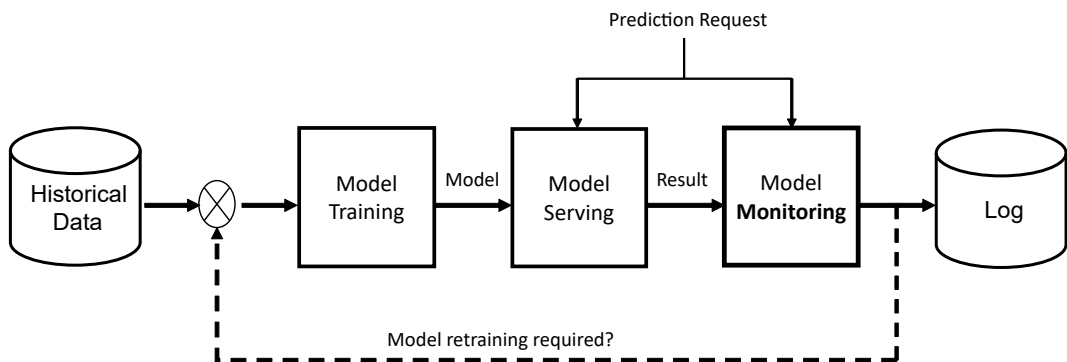 Prediction Request
Historical
Data
Model
Training
Model
Model
Serving
Result
Model
Monitoring
Log
Model retraining required?